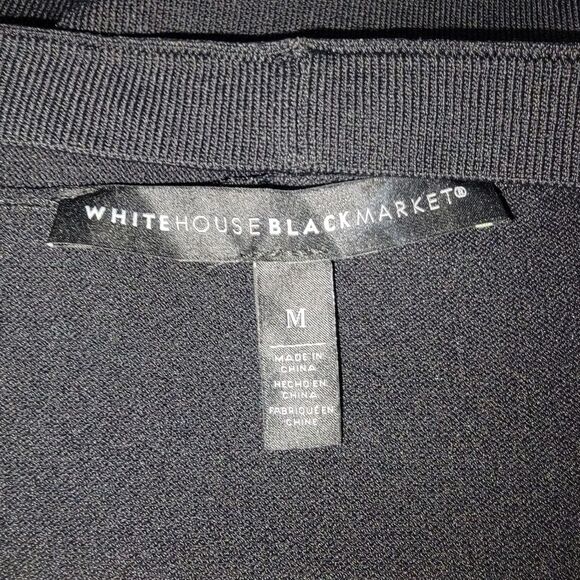 WHITEHOUSEBLACKMARKET®
M
MADE IN
CHINA
HECHO EN
CHINA
FABRIQUÉ EN
CHINE